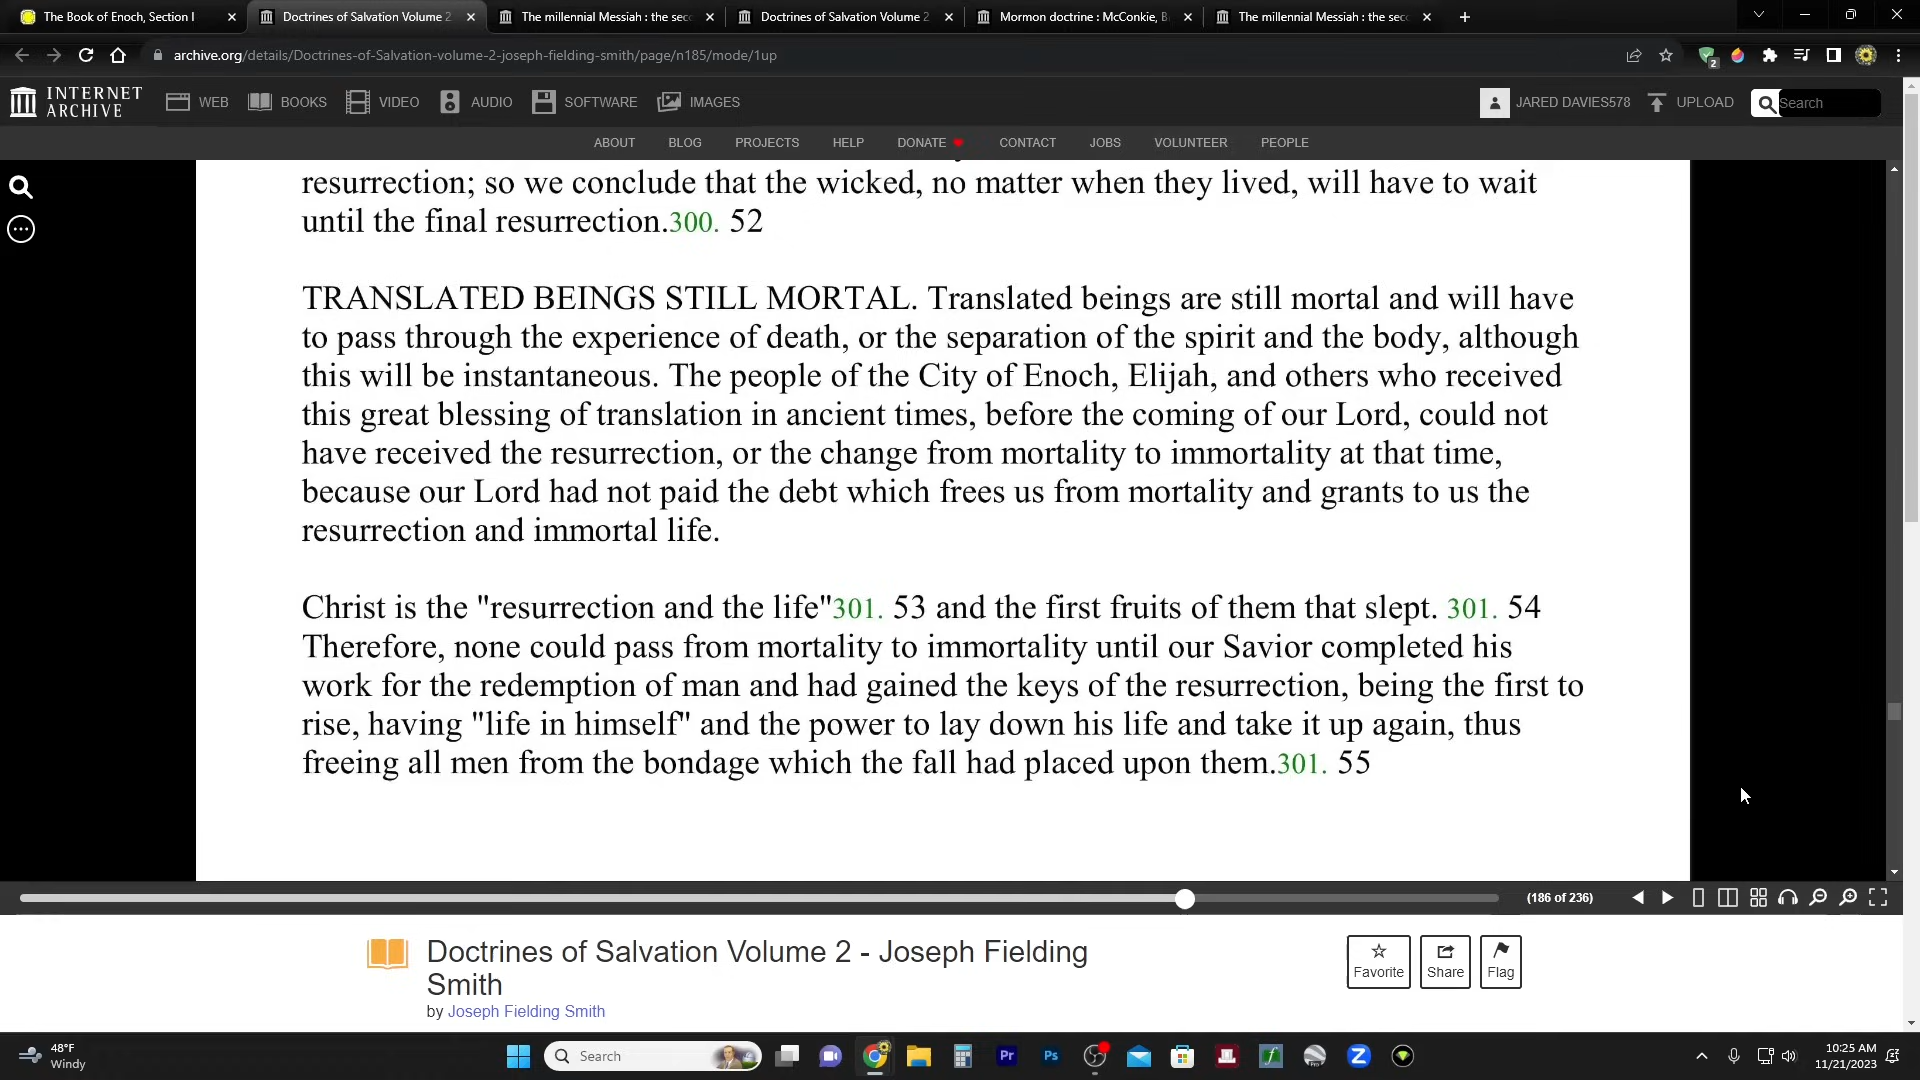 The Book of Enoch, Section I
Doctrines of Salvation Volume 2
The millennial Messiah : the sec
Doctrines of Salvation Volume 2
Mormon doctrine : McConkie, B
The millennial Messiah : the sec
archive.org/details/Doctrines-of-Salvation-volume-2-joseph-fielding-smith/page/n185/mode/1up
2
INTERNET ARCHIVE
WEB
BOOKS
VIDEO
AUDIO
SOFTWARE
IMAGES
JARED DAVIES578
UPLOAD
Search
ABOUT
BLOG
PROJECTS
HELP
DONATE
CONTACT
JOBS
VOLUNTEER
PEOPLE
resurrection; so we conclude that the wicked, no matter when they lived, will have to wait
until the final resurrection.300. 52
TRANSLATED BEINGS STILL MORTAL. Translated beings are still mortal and will have
to pass through the experience of death, or the separation of the spirit and the body, although
this will be instantaneous. The people of the City of Enoch, Elijah, and others who received
this great blessing of translation in ancient times, before the coming of our Lord, could not
have received the resurrection, or the change from mortality to immortality at that time,
because our Lord had not paid the debt which frees us from mortality and grants to us the
resurrection and immortal life.
Christ is the "resurrection and the life"301. 53 and the first fruits of them that slept. 301. 54
Therefore, none could pass from mortality to immortality until our Savior completed his
work for the redemption of man and had gained the keys of the resurrection, being the first to
rise, having "life in himself" and the power to lay down his life and take it up again, thus
freeing all men from the bondage which the fall had placed upon them.301. 55
(186 of 236)
Doctrines of Salvation Volume 2 - Joseph Fielding
Smith
by Joseph Fielding Smith
Favorite
Share
Flag
48°F
Windy
Search
Pr
Ps
10:25 AM
11/21/2023